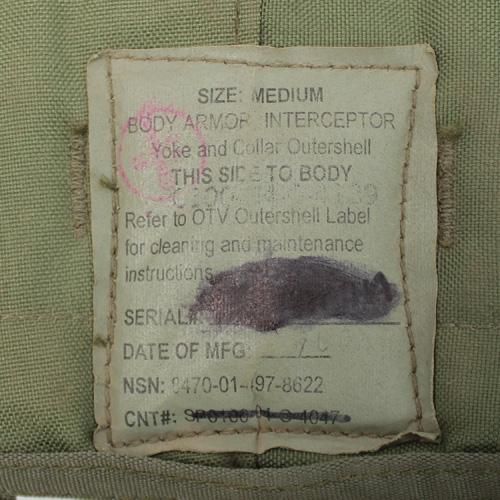 SIZE: MEDIUM
BODY ARMOR, INTERCEPTOR
Yoke and Collar Outershell
THIS SIDE TO BODY
Refer to OTV Outershell Label
for cleaning and maintenance
instructions
SERIAL#
DATE OF MFG
NSN: 8470-01-497-8622
CNT#: